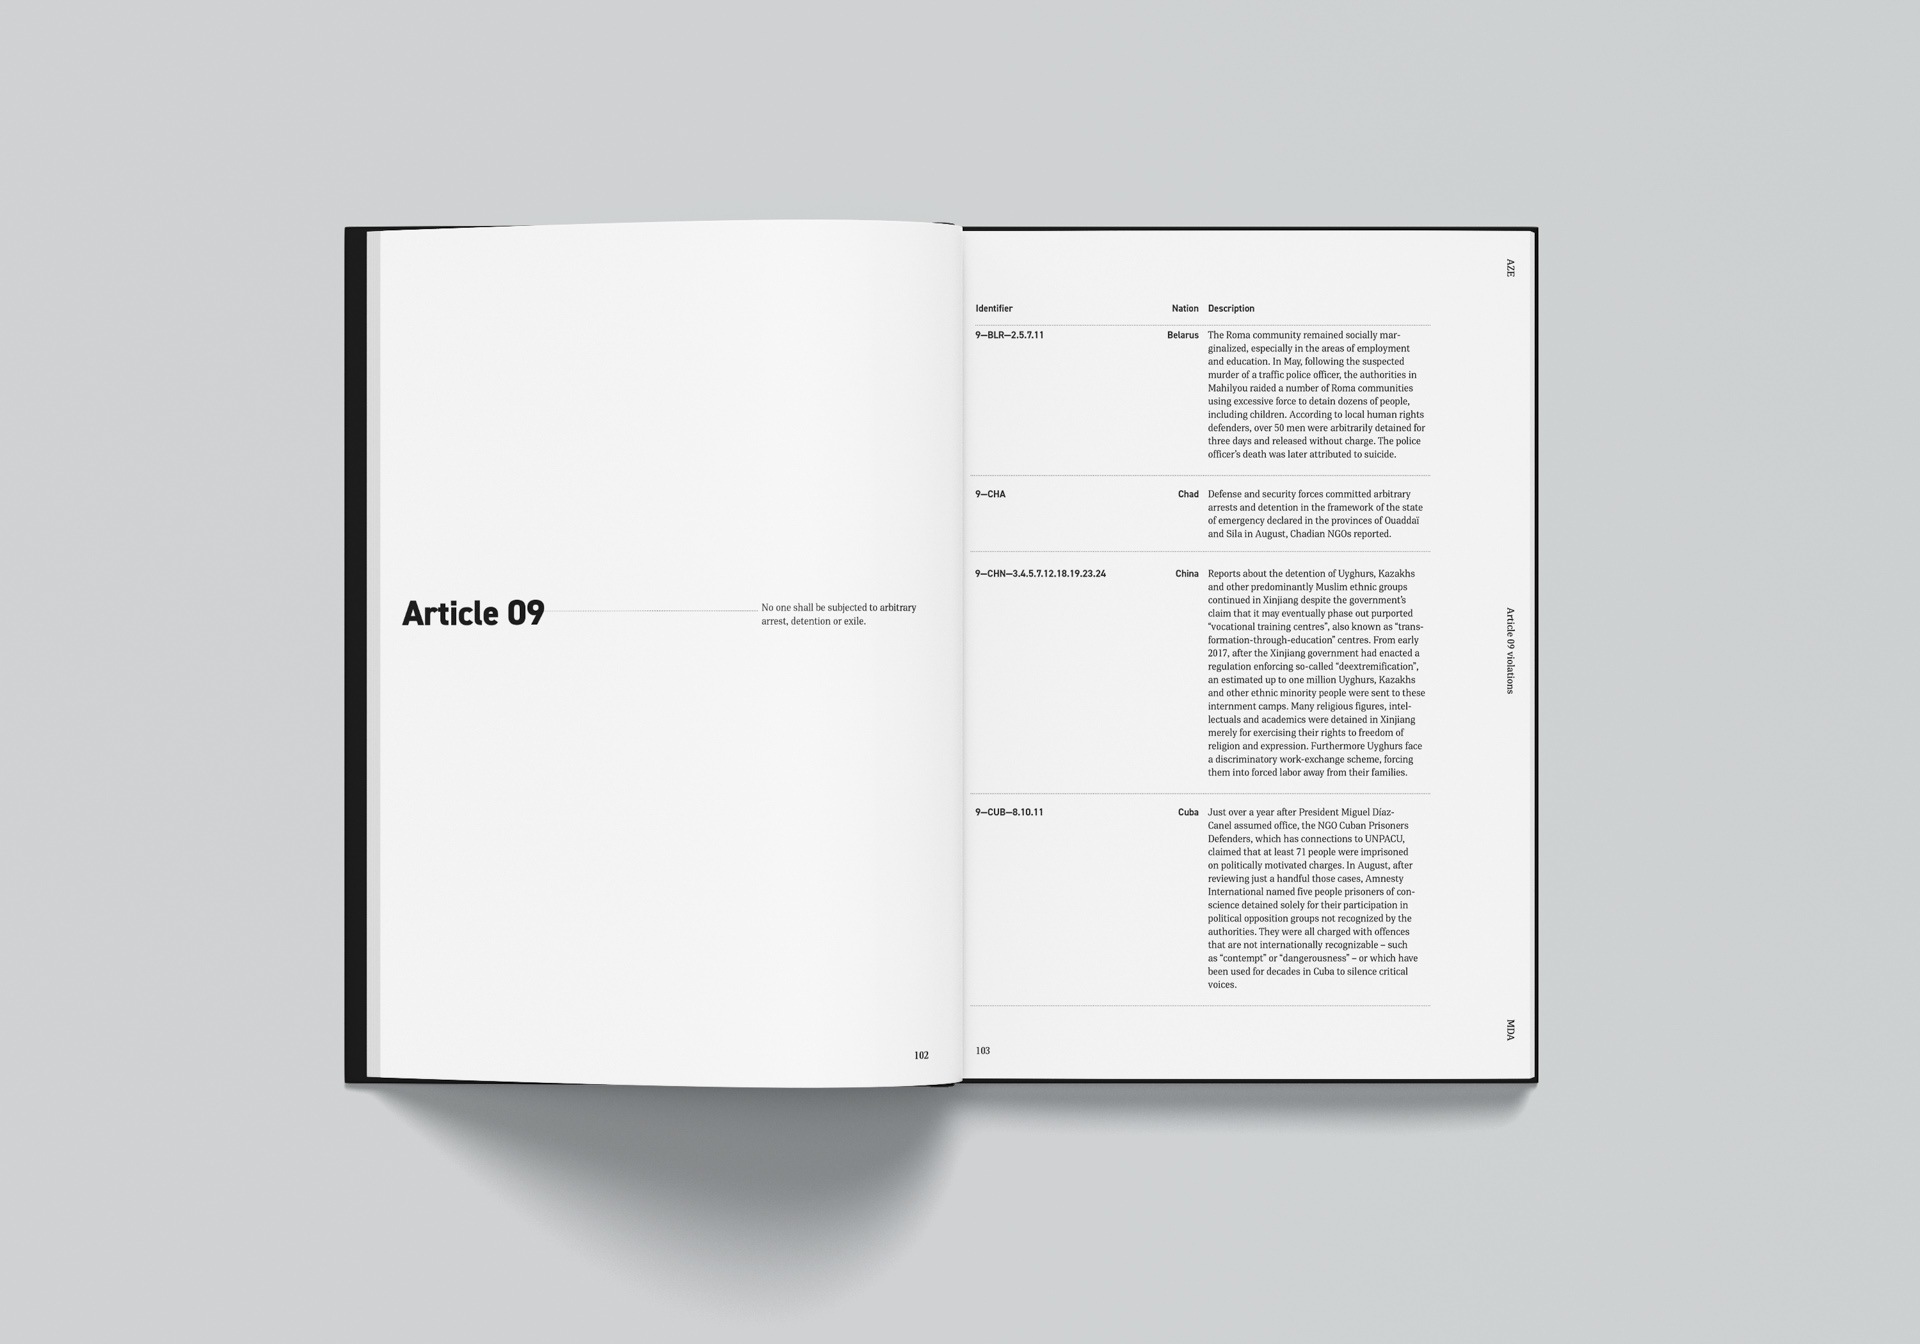 Article 09
No one shall be subjected to arbitrary
arrest, detention or exile.
102
Identifier Nation Description
9—BLR—2.5.7.11 Belarus The Roma community remained socially mar-
ginalized, especially in the areas of employment
and education. In May, following the suspected
murder of a traffic police officer, the authorities in
Mahilyou raided a number of Roma communities
using excessive force to detain dozens of people,
including children. According to local human rights
defenders, over 50 men were arbitrarily detained for
three days and released without charge. The police
officer's death was later attributed to suicide.
9—CHA Chad Defense and security forces committed arbitrary
arrests and detention in the framework of the state
of emergency declared in the provinces of Ouaddaï
and Sila in August, Chadian NGOs reported.
9—CHN—3.4.5.7.12.18.19.23.24 China Reports about the detention of Uyghurs, Kazakhs
and other predominantly Muslim ethnic groups
continued in Xinjiang despite the government's
claim that it may eventually phase out purported
“vocational training centres”, also known as “trans-
formation-through-education” centres. From early
2017, after the Xinjiang government had enacted a
regulation enforcing so-called “deextremification”,
an estimated up to one million Uyghurs, Kazakhs
and other ethnic minority people were sent to these
internment camps. Many religious figures, intel-
lectuals and academics were detained in Xinjiang
merely for exercising their rights to freedom of
religion and expression. Furthermore Uyghurs face
a discriminatory work-exchange scheme, forcing
them into forced labor away from their families.
9—CUB—8.10.11 Cuba Just over a year after President Miguel Díaz-
Canel assumed office, the NGO Cuban Prisoners
Defenders, which has connections to UNPACU,
claimed that at least 71 people were imprisoned
on politically motivated charges. In August, after
reviewing just a handful those cases, Amnesty
International named five people prisoners of con-
science detained solely for their participation in
political opposition groups not recognized by the
authorities. They were all charged with offences
that are not internationally recognizable – such
as “contempt” or “dangerousness” – or which have
been used for decades in Cuba to silence critical
voices.
103
AZE
Article 09 violations
MDA